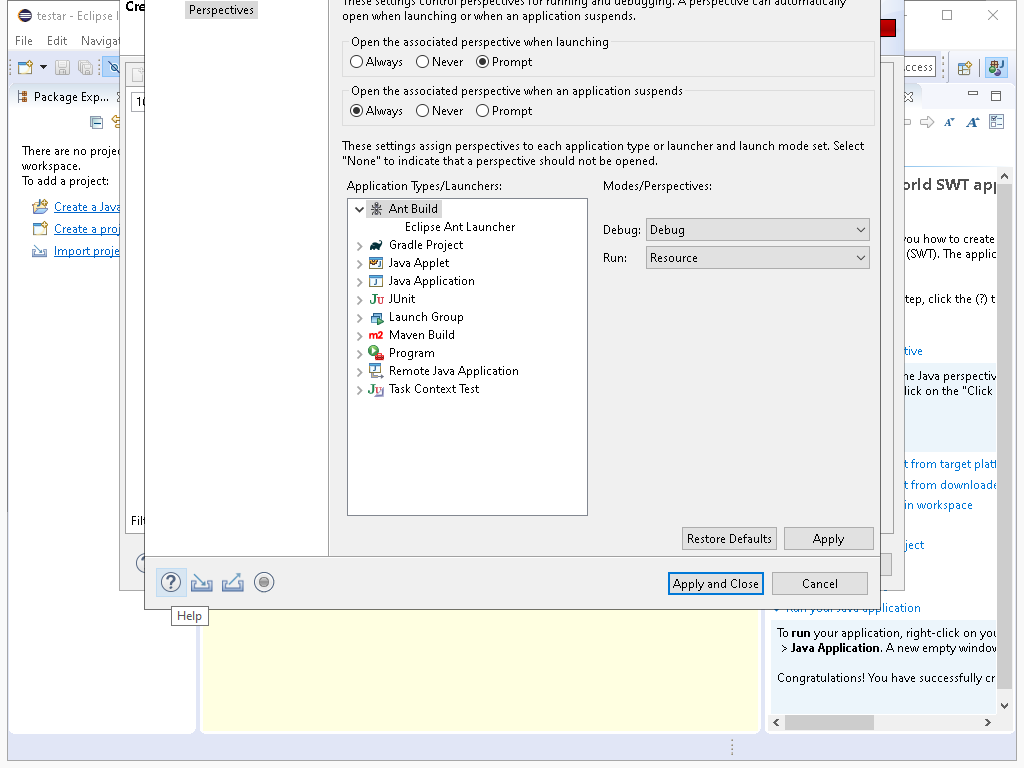 testar - Eclipse I
Cre
Perspectives
These settings control perspectives for running and debugging. A perspective can automatically
open when launching or when an application suspends.
File Edit Navigat
Open the associated perspective when launching
Always Never Prompt
ccess
Open the associated perspective when an application suspends
Package Exp...
Always Never Prompt
There are no proje
workspace.
To add a project:
Create a Java
Create a proj
Import proje
These settings assign perspectives to each application type or launcher and launch mode set. Select
"None" to indicate that a perspective should not be opened.
Application Types/Launchers:
Modes/Perspectives:
Ant Build
Eclipse Ant Launcher
Gradle Project
Java Applet
Java Application
JUnit
Launch Group
Maven Build
Program
Remote Java Application
Task Context Test
Debug: Debug
Run: Resource
Filt
Restore Defaults
Apply
Apply and Close
Cancel
Help
orld SWT app
you how to create
(SWT). The applic
tep, click the (?) t
tive
he Java perspectiv
lick on the "Click
t from target platf
t from downloade
in workspace
ject
Run your Java application
To run your application, right-click on you
> Java Application. A new empty window
Congratulations! You have successfully cr